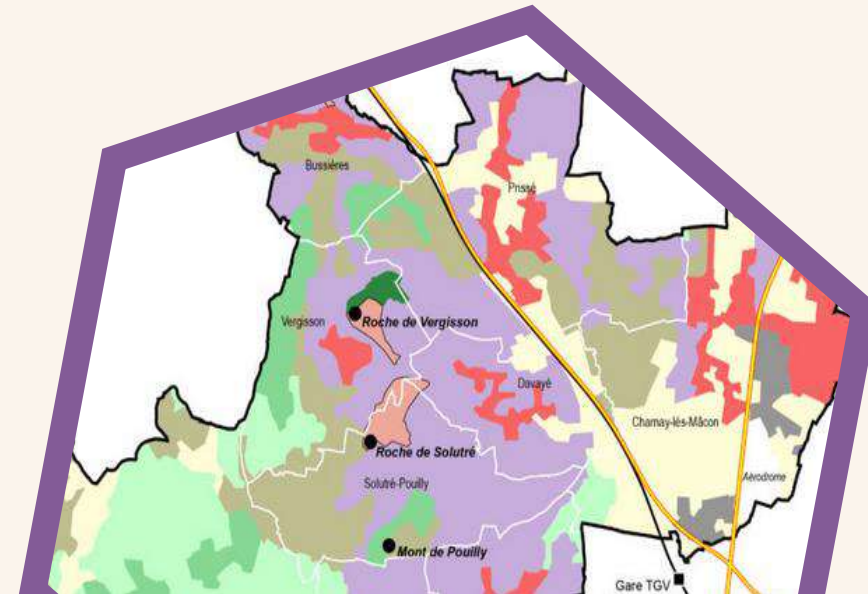 Bussières
Prissé
Vergisson
Roche de Vergisson
Davayé
Charnay-lès-Mâcon
Roche de Solutré
Aérodrome
Solutré-Pouilly
Mont de Pouilly
Gare TGV